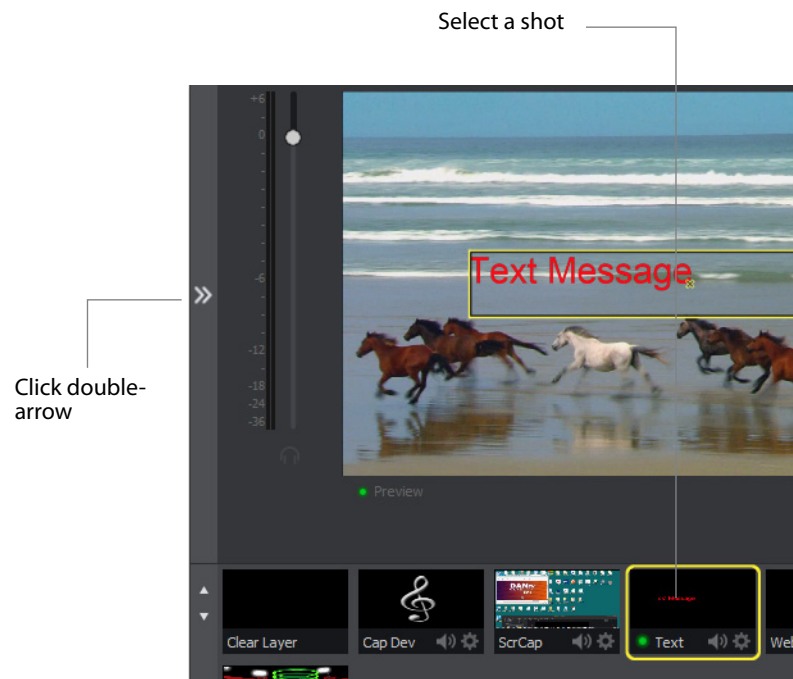 Select a shot
+6
-
0
-
-
-
-6
-
-12
-
-18
-24
-36
Click double-
arrow
Text Message
Preview
Clear Layer
Cap Dev
ScrCap
Text
Web